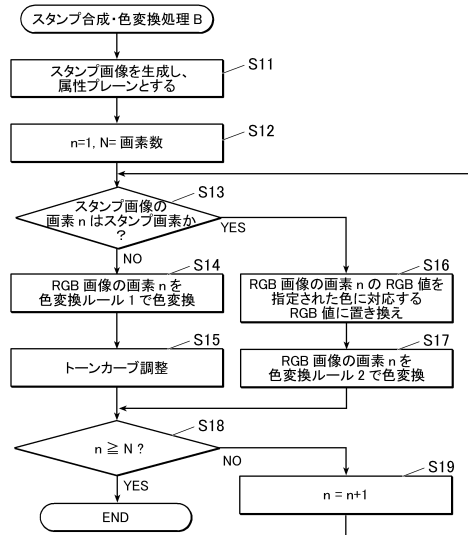 スタンプ合成・色変換処理 B
S11
スタンプ画像を生成し、
属性プレーンとする
S12
n=1, N= 画素数
S13
スタンプ画像の
画素 n はスタンプ画素か
?
YES
NO
S14
RGB 画像の画素 n を
色変換ルール 1 で色変換
S16
RGB 画像の画素 n の RGB 値を
指定された色に対応する
RGB 値に置き換え
S15
トーンカーブ調整
S17
RGB 画像の画素 n を
色変換ルール 2 で色変換
S18
n ≧ N ?
NO
YES
S19
n = n+1
END